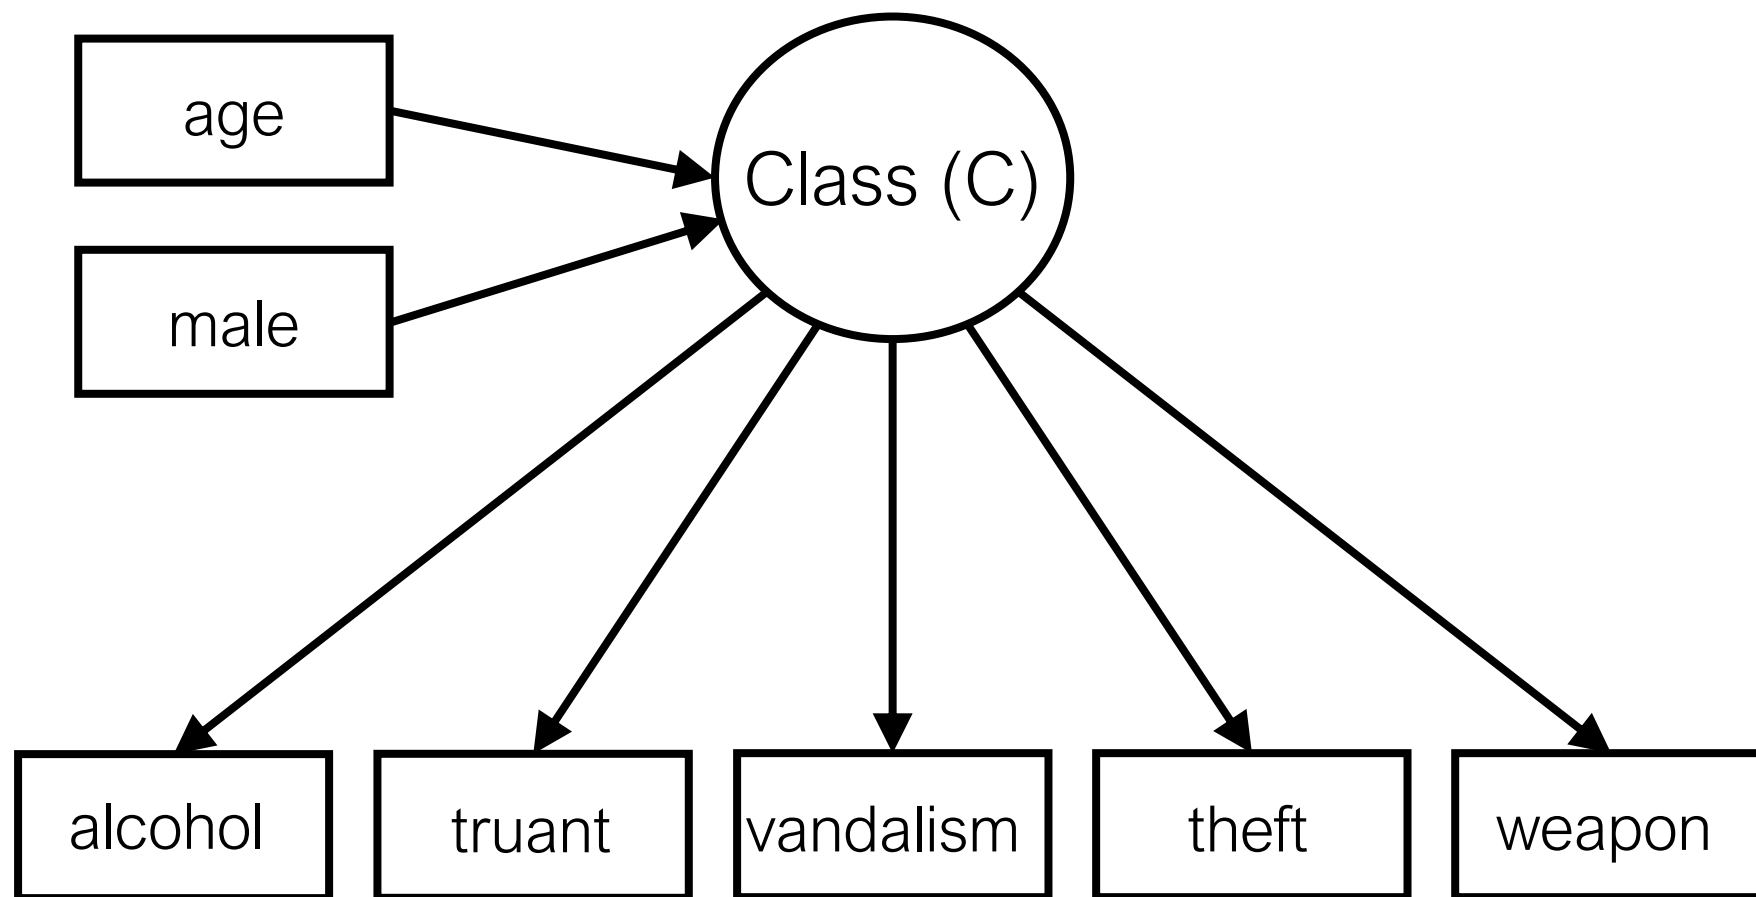 age
Class (C)
male
alcohol
truant
vandalism
theft
weapon